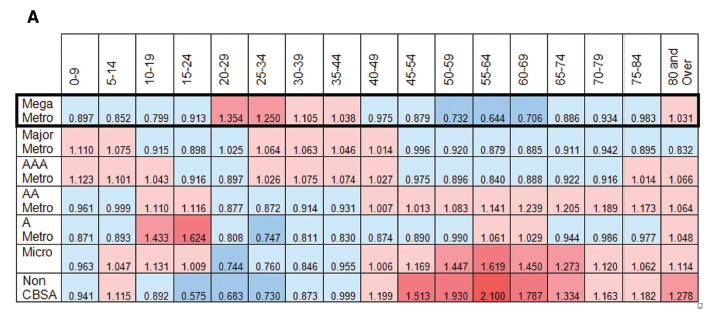 A
0-9 5-14 10-19 15-24 20-29 25-34 30-39 35-44 40-49 45-54 50-59 55-64 60-69 65-74 70-79 75-84 80 and Over
Mega Metro 0.897 0.852 0.799 0.913 1.354 1.250 1.105 1.038 0.975 0.879 0.732 0.644 0.706 0.886 0.934 0.983 1.031
Major Metro 1.110 1.075 0.915 0.898 1.025 1.064 1.063 1.046 1.014 0.996 0.920 0.879 0.885 0.911 0.942 0.895 0.832
AAA Metro 1.123 1.101 1.043 0.916 0.897 1.026 1.075 1.074 1.027 0.975 0.896 0.840 0.888 0.922 0.916 1.014 1.066
AA Metro 0.961 0.999 1.110 1.116 0.877 0.872 0.914 0.931 1.007 1.013 1.083 1.141 1.239 1.205 1.189 1.173 1.064
A Metro 0.871 0.893 1.433 1.624 0.808 0.747 0.811 0.830 0.874 0.890 0.990 1.061 1.029 0.944 0.986 0.977 1.048
Micro 0.963 1.047 1.131 1.009 0.744 0.760 0.846 0.955 1.006 1.169 1.447 1.619 1.450 1.273 1.120 1.062 1.114
Non CBSA 0.941 1.115 0.892 0.575 0.683 0.730 0.873 0.999 1.199 1.513 1.930 2.100 1.787 1.334 1.163 1.182 1.278